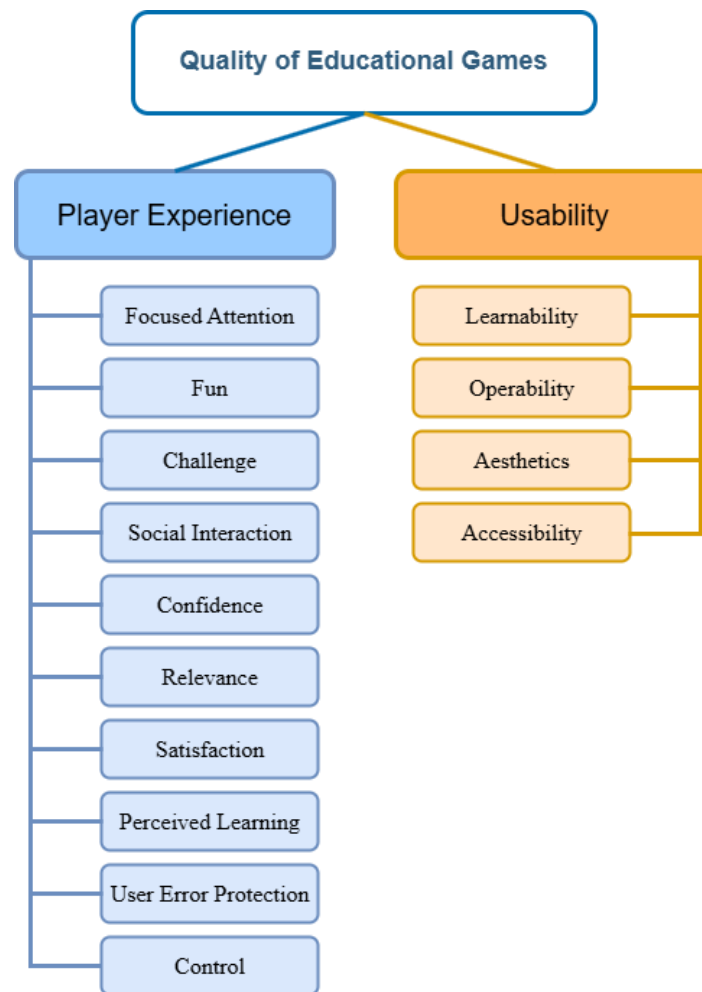 Quality of Educational Games
Player Experience
Focused Attention
Fun
Challenge
Social Interaction
Confidence
Relevance
Satisfaction
Perceived Learning
User Error Protection
Control
Usability
Learnability
Operability
Aesthetics
Accessibility